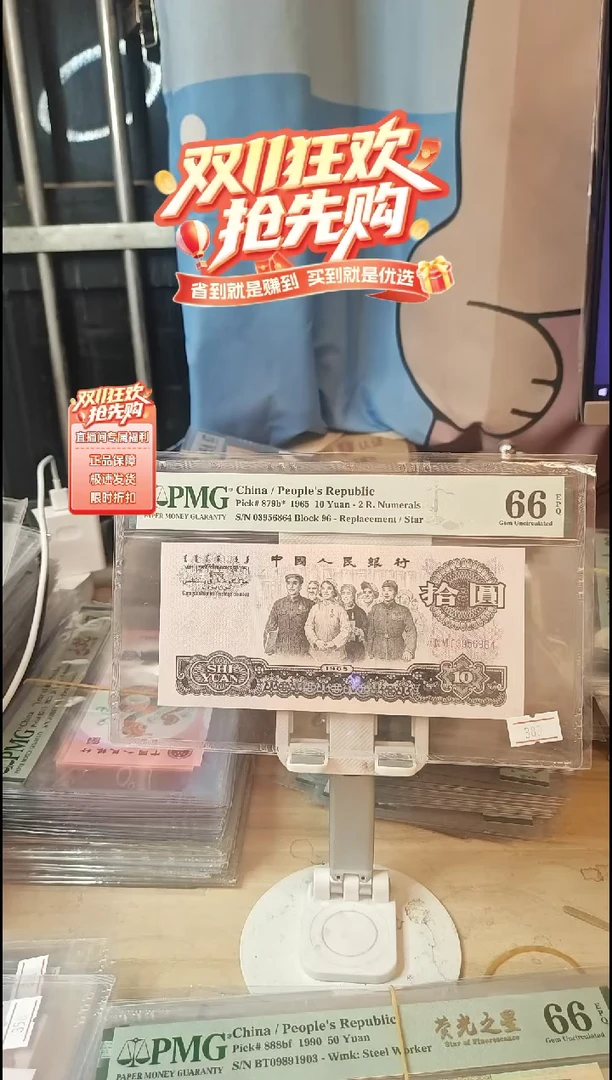 双11狂欢
抢先购
省到就是赚到 买到就是优选
双11狂欢
抢先购
直播间专属福利
正品保障
极速发货
限时折扣
PMG
PAPER MONEY GUARANTY
China / People's Republic
Pick# 879b* 1965 10 Yuan - 2 R. Numerals
S/N 03956864 Block 96 - Replacement / Star
66
EPQ
Gem Uncirculated
中國人民銀行
拾圓
SHI
YUAN
1965
10
38
PMG
358
PMG
PAPER MONEY GUARANTY
China / People's Republic
Pick# 888bf 1990 50 Yuan
S/N BT09891903 - Wmk: Steel Worker
荧光之星
Star of Fluorescence
66
EPQ
Gem Uncirculated